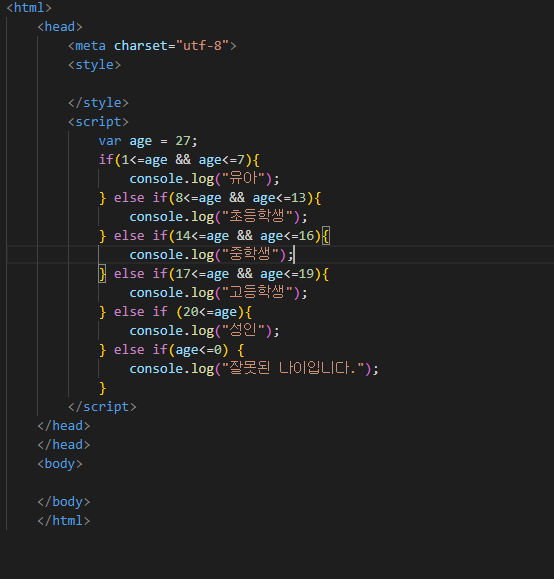 <html>
<head>
<meta charset="utf-8">
<style>
</style>
<script>
var age = 27;
if(1<=age && age<=7){
console.log("유아");
} else if(8<=age && age<=13){
console.log("초등학생");
} else if(14<=age && age<=16){
console.log("중학생");
} else if(17<=age && age<=19){
console.log("고등학생");
} else if (20<=age){
console.log("성인");
} else if(age<=0) {
console.log("잘못된 나이입니다.");
}
</script>
</head>
</head>
<body>
</body>
</html>